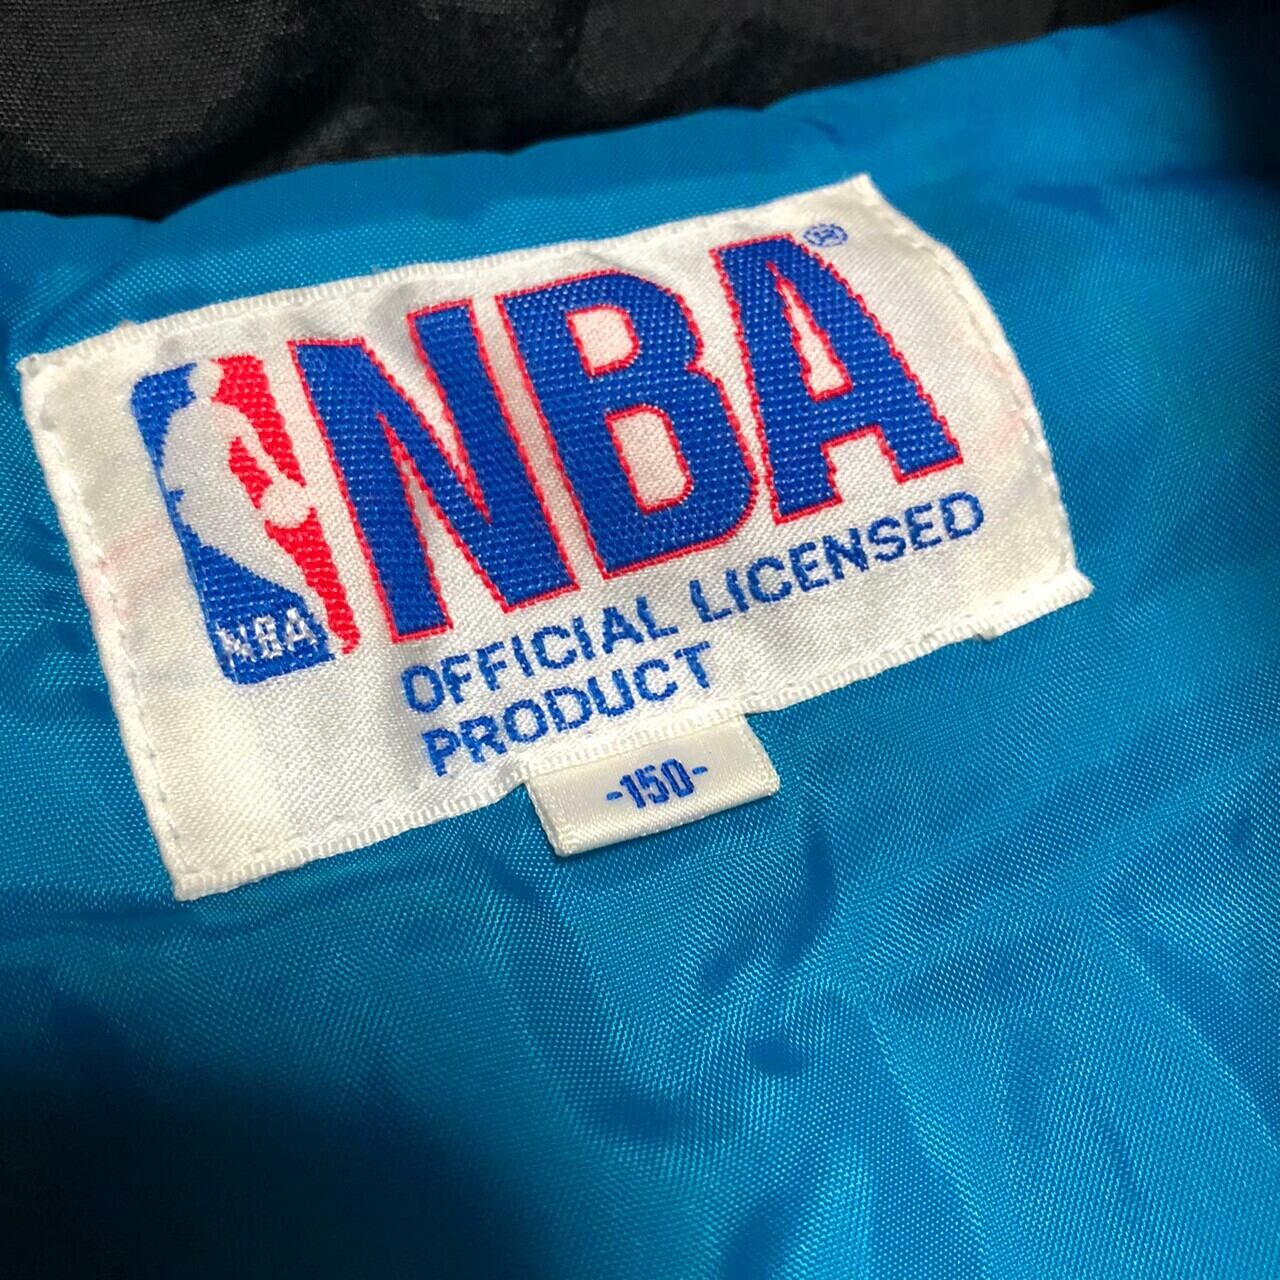 NBA®
NBA
OFFICIAL LICENSED
PRODUCT
-150-